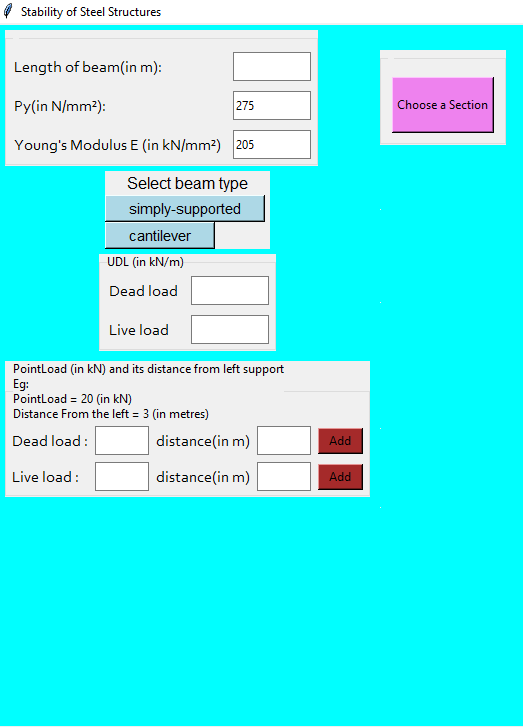 Stability of Steel Structures
Length of beam(in m):
Py(in N/mm²):
275
Young's Modulus E (in kN/mm²)
205
Choose a Section
Select beam type
simply-supported
cantilever
UDL (in kN/m)
Dead load
Live load
PointLoad (in kN) and its distance from left support
Eg:
PointLoad = 20 (in kN)
Distance From the left = 3 (in metres)
Dead load :
distance(in m)
Add
Live load :
distance(in m)
Add